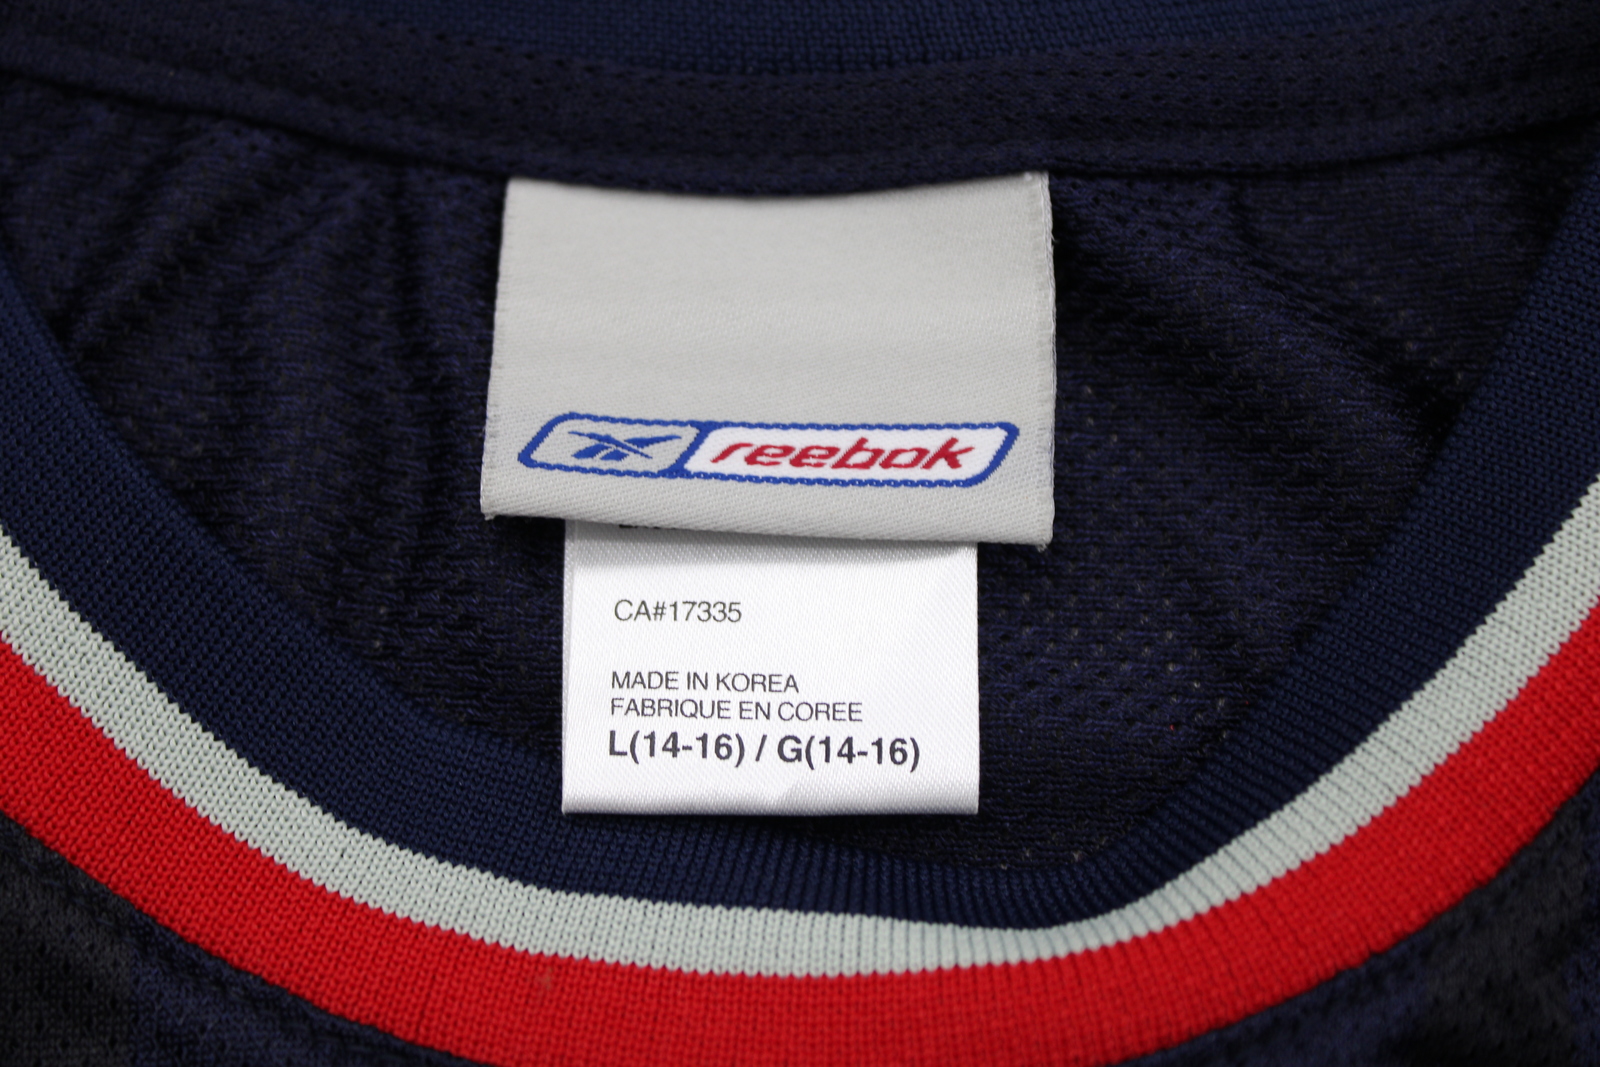 reebok
CA#17335
MADE IN KOREA
FABRIQUE EN COREE
L(14-16) / G(14-16)